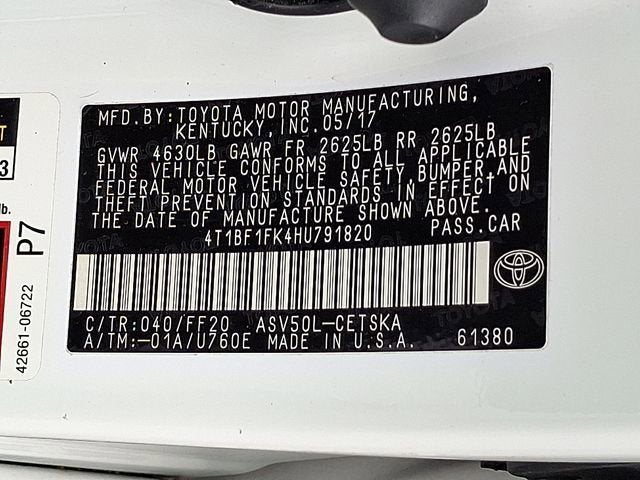 MFD.BY:TOYOTA MOTOR MANUFACTURING,
KENTUCKY,INC.05/17
GVWR 4630LB GAWR FR 2625LB RR 2625LB
THIS VEHICLE CONFORMS TO ALL APPLICABLE
FEDERAL MOTOR VEHICLE SAFETY,BUMPER,AND
THEFT PREVENTION STANDARDS IN EFFECT ON
THE DATE OF MANUFACTURE SHOWN ABOVE.
4T1BF1FK4HU791820 PASS.CAR
C/TR:040/FF20 ASV50L-CETSKA
A/TM:-01A/U760E MADE IN U.S.A. 61380
3
lb.
P7
42661-06722